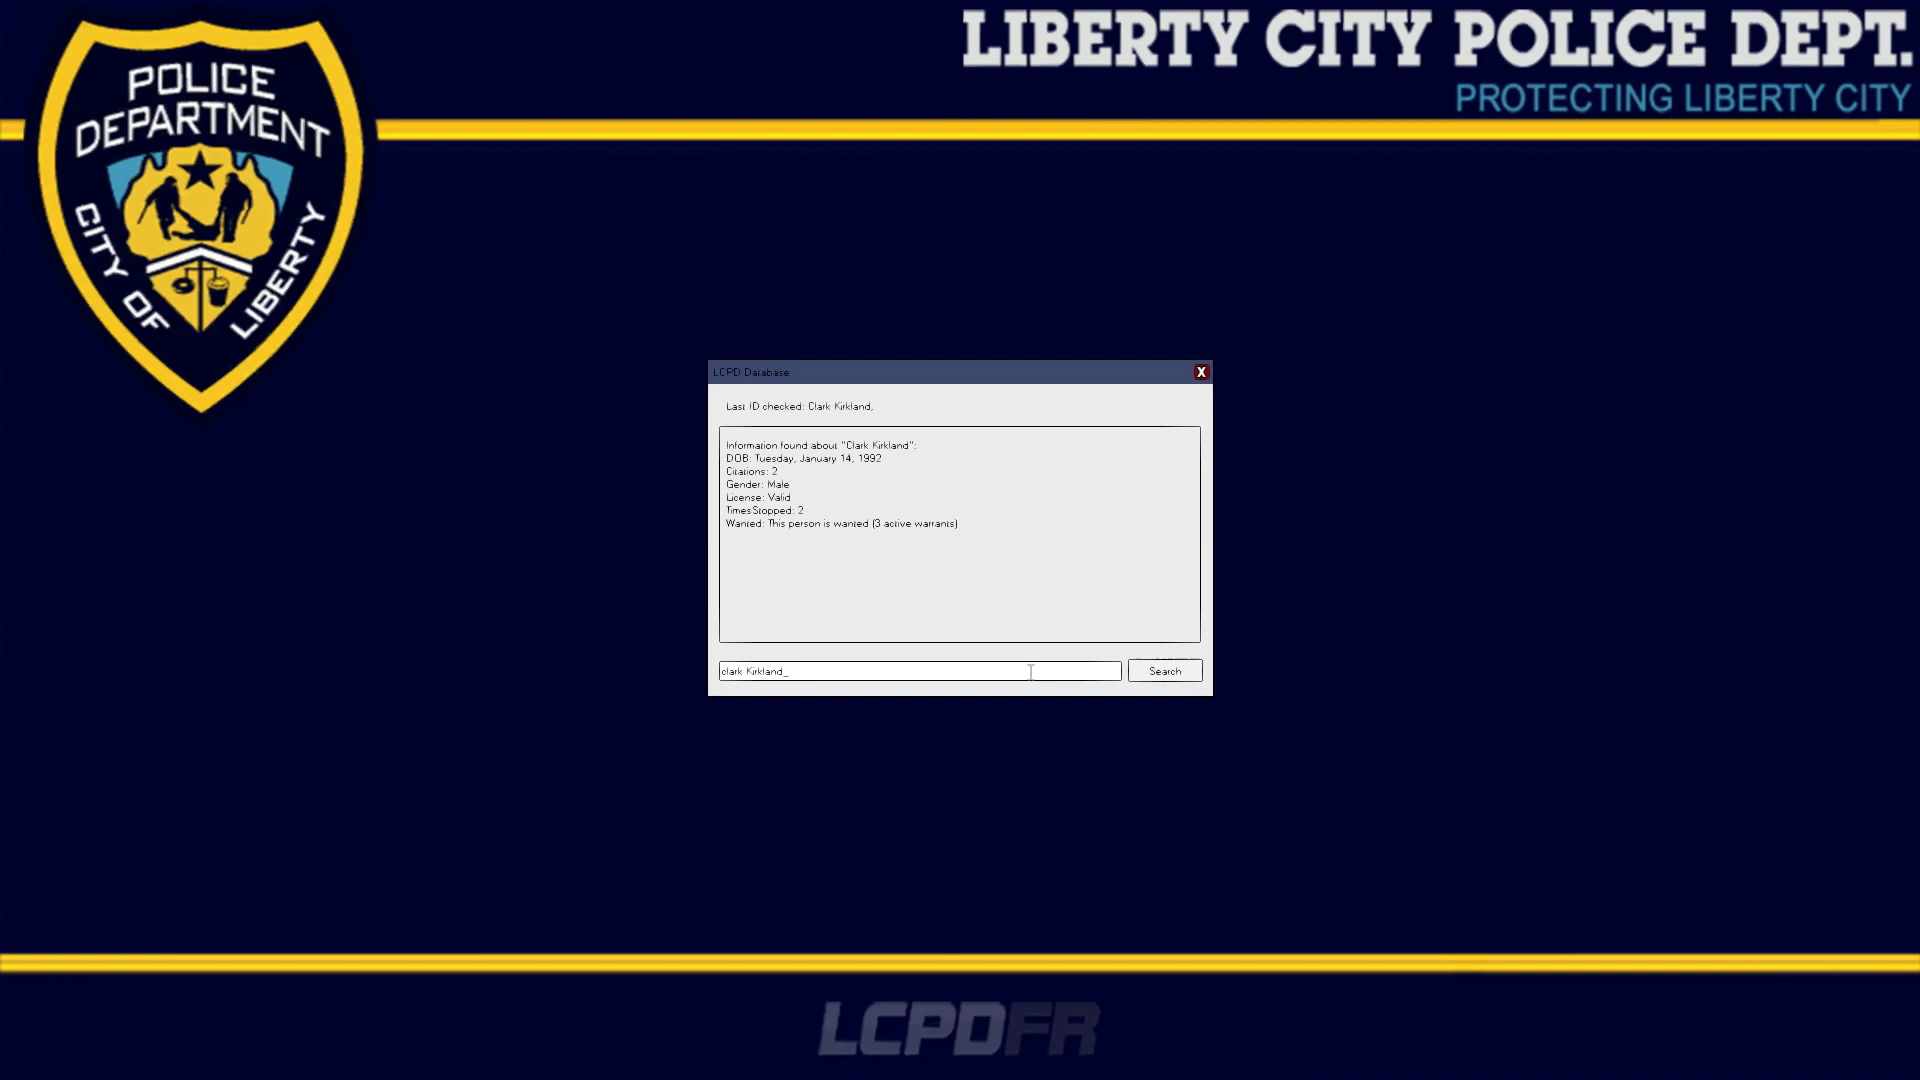 LIBERTY CITY POLICE DEPT.
PROTECTING LIBERTY CITY
POLICE
DEPARTMENT
CITY OF LIBERTY
LCPD Database
X
Last ID checked: Clark Kirkland,
Information found about "Clark Kirkland":
DOB: Tuesday, January 14, 1992
Citations: 2
Gender: Male
License: Valid
TimesStopped: 2
Wanted: This person is wanted (3 active warrants)
clark Kirkland_
Search
LCPDFR